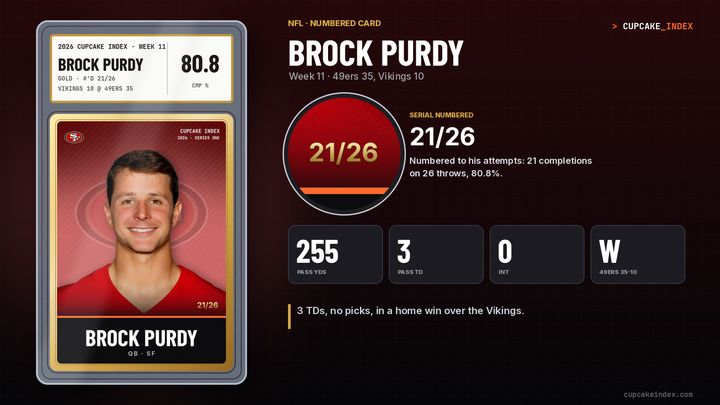 2026 CUPCAKE INDEX · WEEK 11
BROCK PURDY
GOLD · #'D 21/26
VIKINGS 10 @ 49ERS 35
80.8
CMP %
SF
CUPCAKE INDEX
2026 · SERIES ONE
21/26
BROCK PURDY
QB · SF
NFL · NUMBERED CARD
> CUPCAKE_INDEX
BROCK PURDY
Week 11 · 49ers 35, Vikings 10
21/26
SERIAL NUMBERED
21/26
Numbered to his attempts: 21 completions
on 26 throws, 80.8%.
255
PASS YDS
3
PASS TD
0
INT
W
49ERS 35-10
3 TDs, no picks, in a home win over the Vikings.
cupcakeindex.com